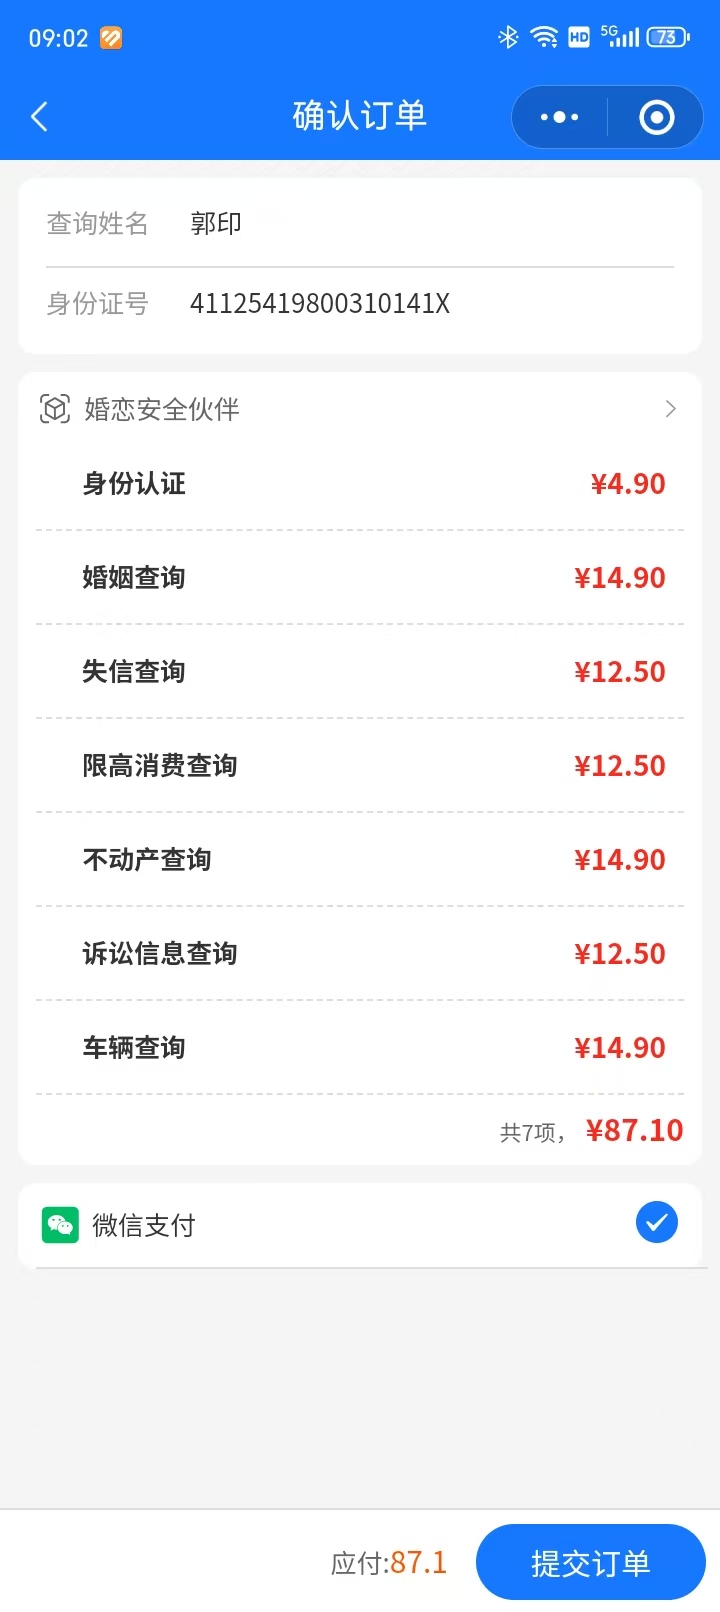 09:02
HD 5G 73
确认订单
查询姓名 郭印
身份证号 41125419800310141X
婚恋安全伙伴
身份认证 ¥4.90
婚姻查询 ¥14.90
失信查询 ¥12.50
限高消费查询 ¥12.50
不动产查询 ¥14.90
诉讼信息查询 ¥12.50
车辆查询 ¥14.90
共7项， ¥87.10
微信支付
应付:87.1 提交订单